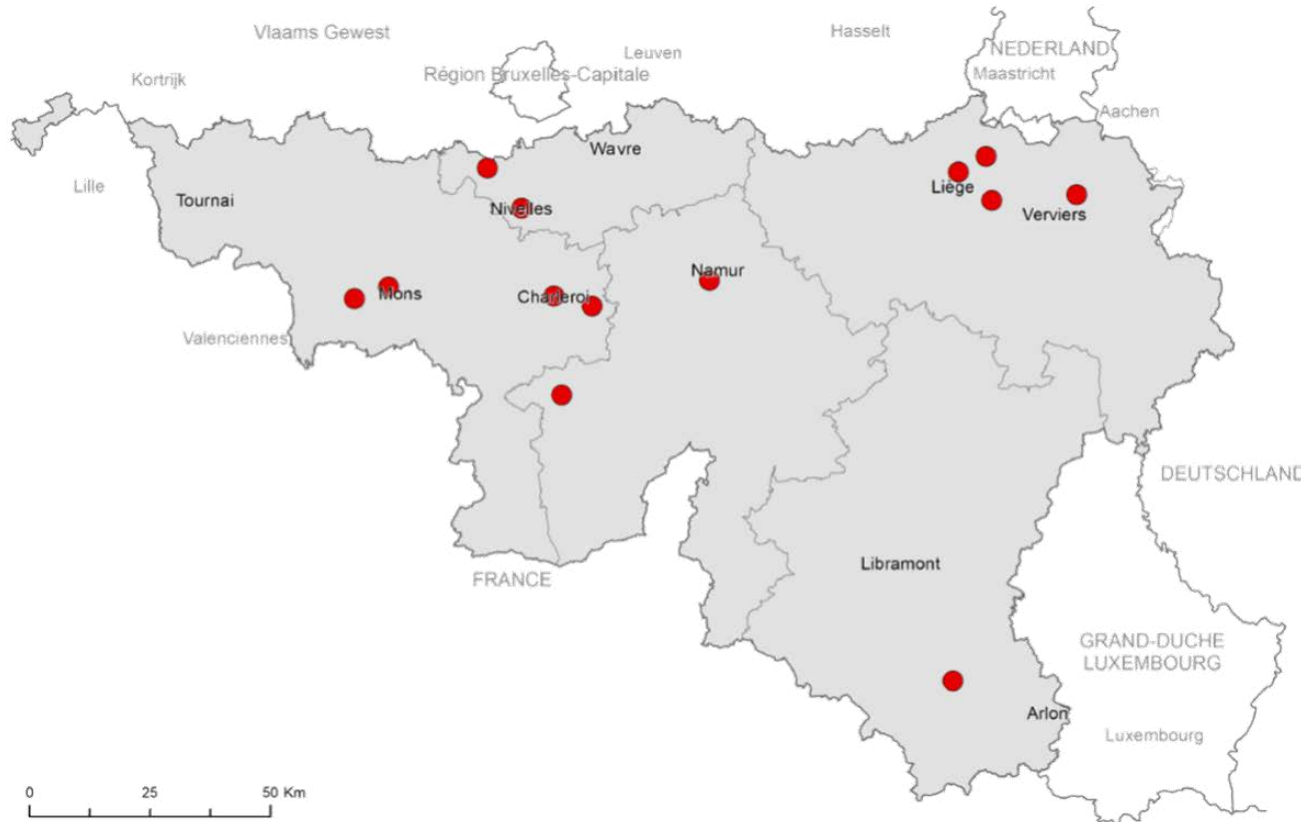 Vlaams Gewest
Hasselt
Leuven
NEDERLAND
Région Bruxelles-Capitale
Maastricht
Kortrijk
Aachen
Wavre
Lille
Tournai
Liège
Nivelles
Verviers
Namur
Mons
Charleroi
Valenciennes
DEUTSCHLAND
Libramont
FRANCE
GRAND-DUCHE
LUXEMBOURG
Arlon
Luxembourg
0 25 50 Km